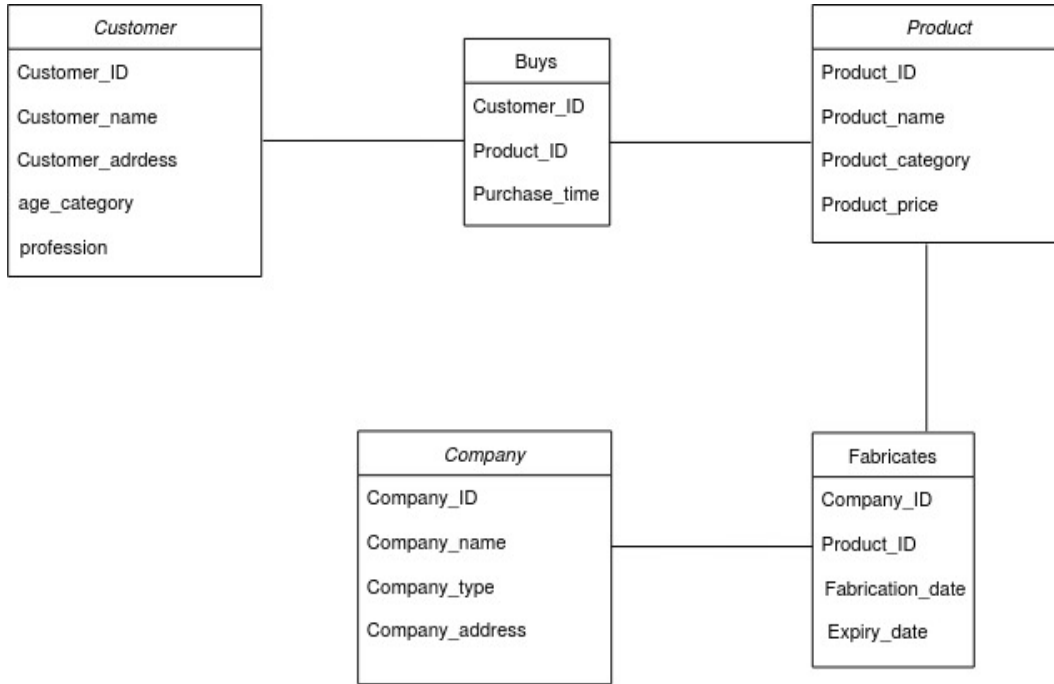 Customer
Customer_ID
Customer_name
Customer_adrdess
age_category
profession
Buys
Customer_ID
Product_ID
Purchase_time
Product
Product_ID
Product_name
Product_category
Product_price
Company
Company_ID
Company_name
Company_type
Company_address
Fabricates
Company_ID
Product_ID
Fabrication_date
Expiry_date